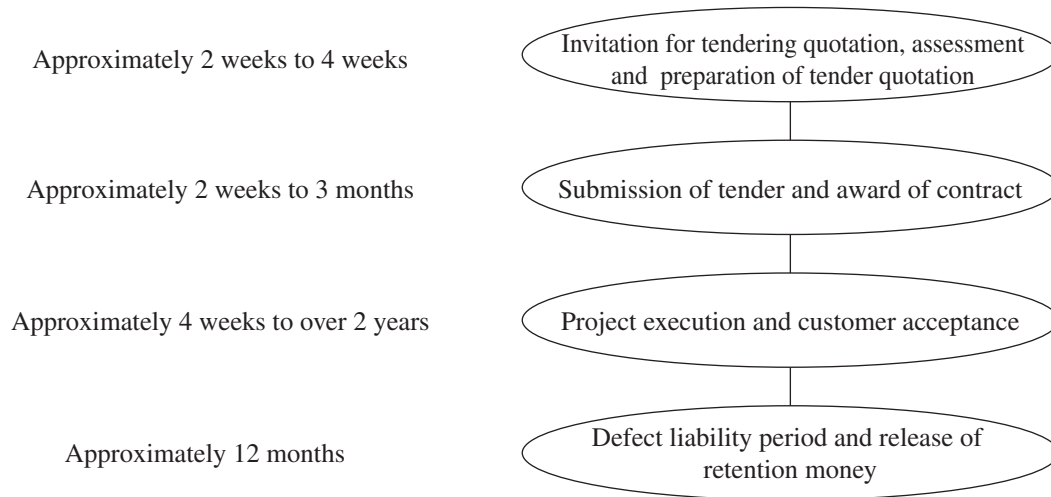 Approximately 2 weeks to 4 weeks
Invitation for tendering quotation, assessment
and preparation of tender quotation
Approximately 2 weeks to 3 months
Submission of tender and award of contract
Approximately 4 weeks to over 2 years
Project execution and customer acceptance
Approximately 12 months
Defect liability period and release of
retention money